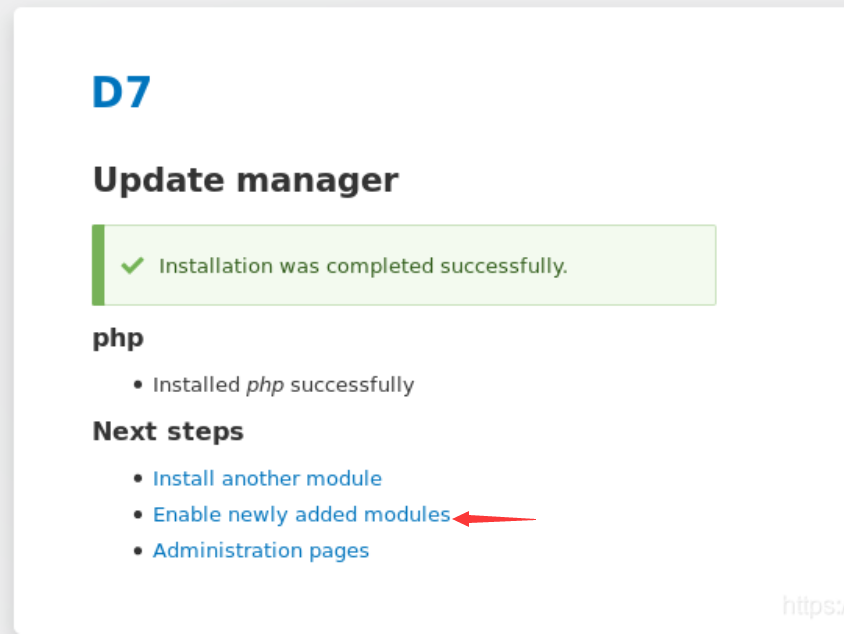 D7
Update manager
Installation was completed successfully.
php
Installed php successfully
Next steps
Install another module
Enable newly added modules
Administration pages
https:/